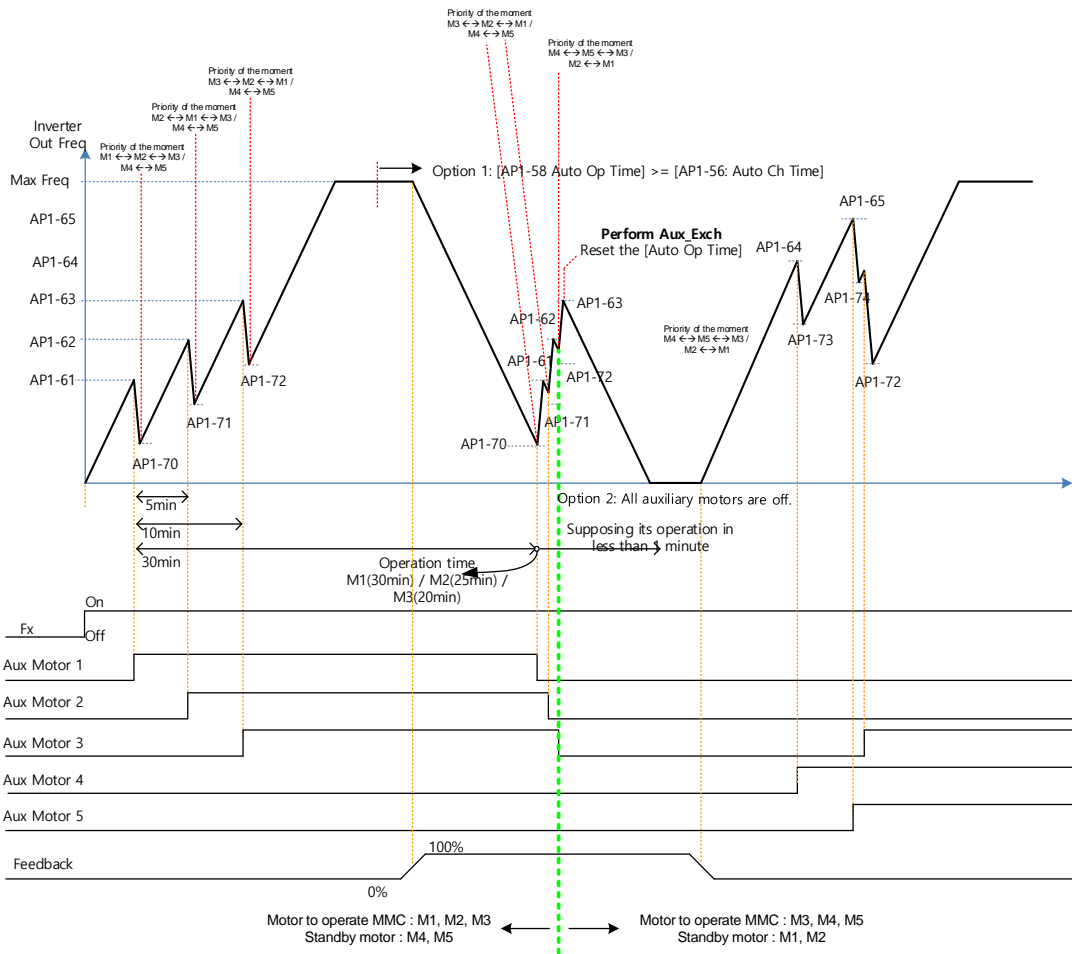 Priority of the moment
M3 ←→ M2 ←→ M1 /
M4 ←→ M5
Priority of the moment
M4 ←→ M5 ←→ M3 /
M2 ←→ M1
Priority of the moment
M3 ←→ M2 ←→ M1 /
M4 ←→ M5
Priority of the moment
M2 ←→ M1 ←→ M3 /
M4 ←→ M5
Priority of the moment
M1 ←→ M2 ←→ M3 /
M4 ←→ M5
Inverter
Out Freq
Max Freq
AP1-65
AP1-64
AP1-63
AP1-62
AP1-61
Option 1: [AP1-58 Auto Op Time] >= [AP1-56: Auto Ch Time]
Perform Aux_Exch
Reset the [Auto Op Time]
AP1-65
AP1-64
AP1-63
AP1-62
AP1-61
AP1-74
AP1-73
AP1-72
Priority of the moment
M4 ←→ M5 ←→ M3 /
M2 ←→ M1
AP1-72
AP1-72
AP1-71
AP1-71
AP1-70
AP1-70
5min
10min
30min
Option 2: All auxiliary motors are off.
Supposing its operation in
less than 1 minute
Operation time
M1(30min) / M2(25min) /
M3(20min)
On
Fx
Off
Aux Motor 1
Aux Motor 2
Aux Motor 3
Aux Motor 4
Aux Motor 5
Feedback
100%
0%
Motor to operate MMC : M1, M2, M3
Standby motor : M4, M5
Motor to operate MMC : M3, M4, M5
Standby motor : M1, M2